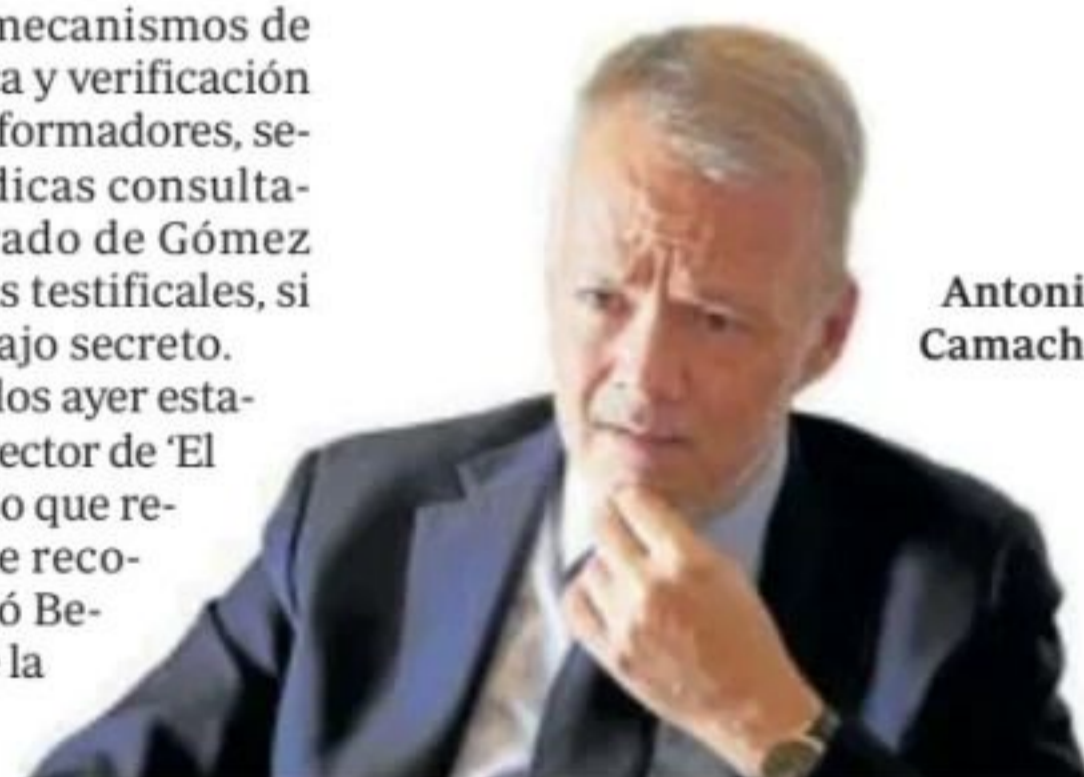 necanismos de
a y verificación
formadores, se-
dicas consulta-
ado de Gómez
s testificales, si
ajo secreto.
los ayer esta-
ector de ‘El
o que re-
e reco-
ó Be-
la
Antoni
Camach